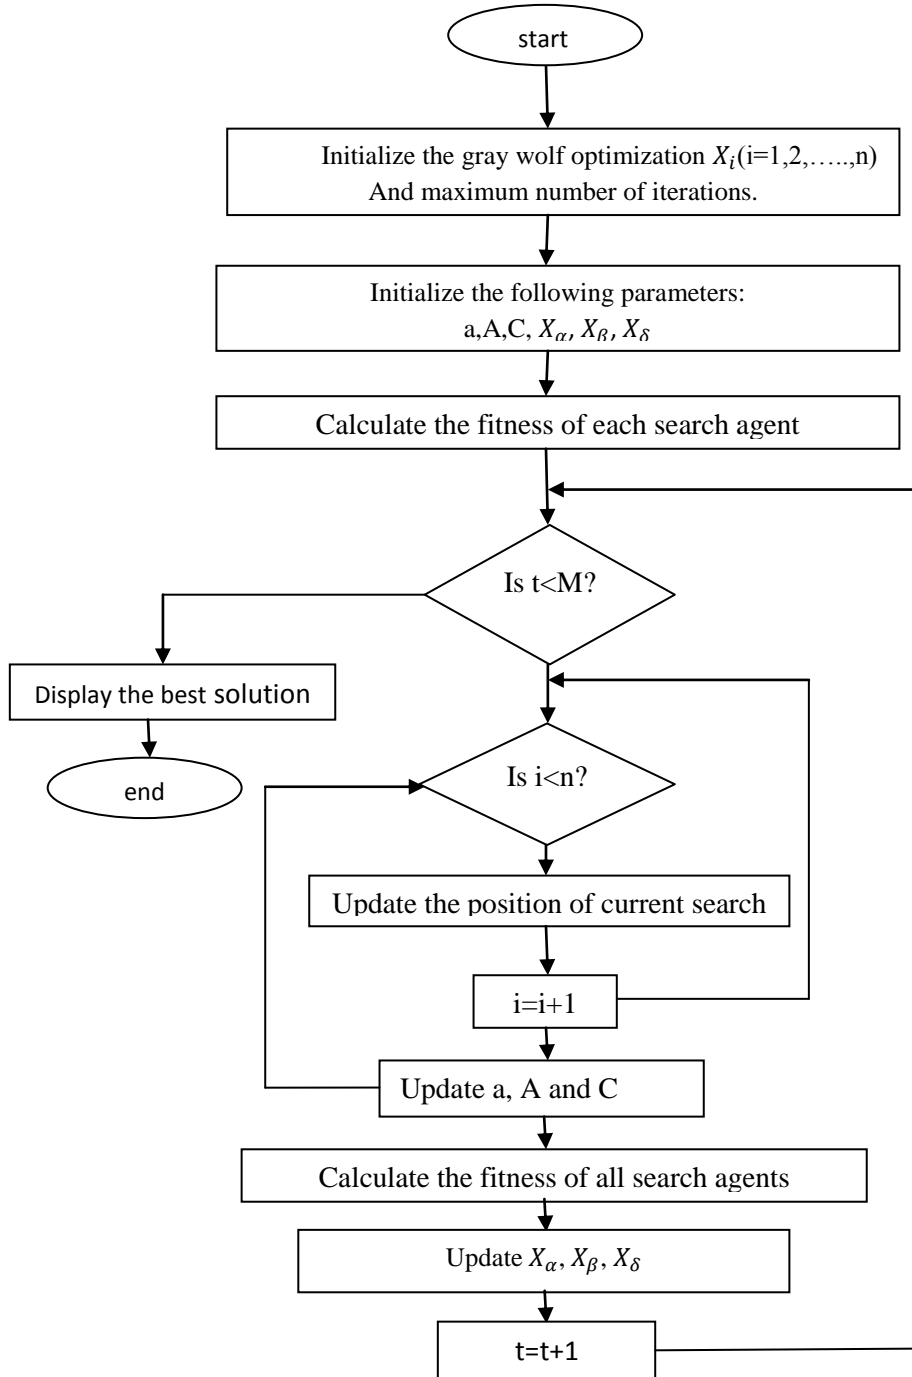 start
Initialize the gray wolf optimization 𝑋ᵢ(i=1,2,…..,n)
And maximum number of iterations.
Initialize the following parameters:
a,A,C, 𝑋_α, 𝑋_β, 𝑋_δ
Calculate the fitness of each search agent
Is t<M?
Display the best solution
end
Is i<n?
Update the position of current search
i=i+1
Update a, A and C
Calculate the fitness of all search agents
Update 𝑋_α, 𝑋_β, 𝑋_δ
t=t+1